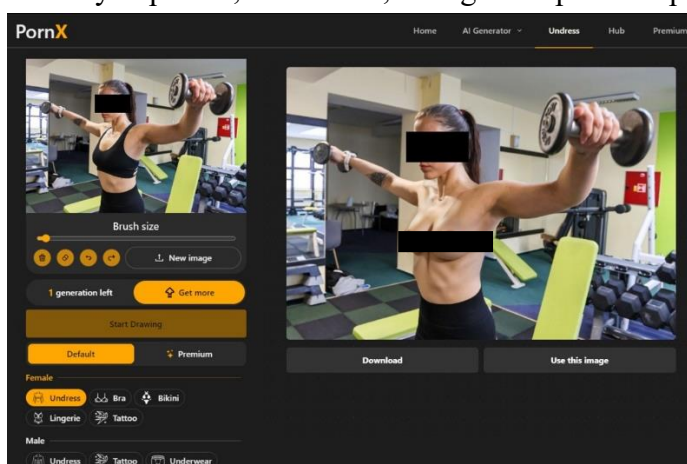 PornX
Home AI Generator Undress Hub Premium
Brush size
New image
1 generation left
Get more
Start Drawing
Default
Premium
Female
Undress Bra Bikini
Lingerie Tattoo
Male
Undress Tattoo Underwear
Download
Use this image